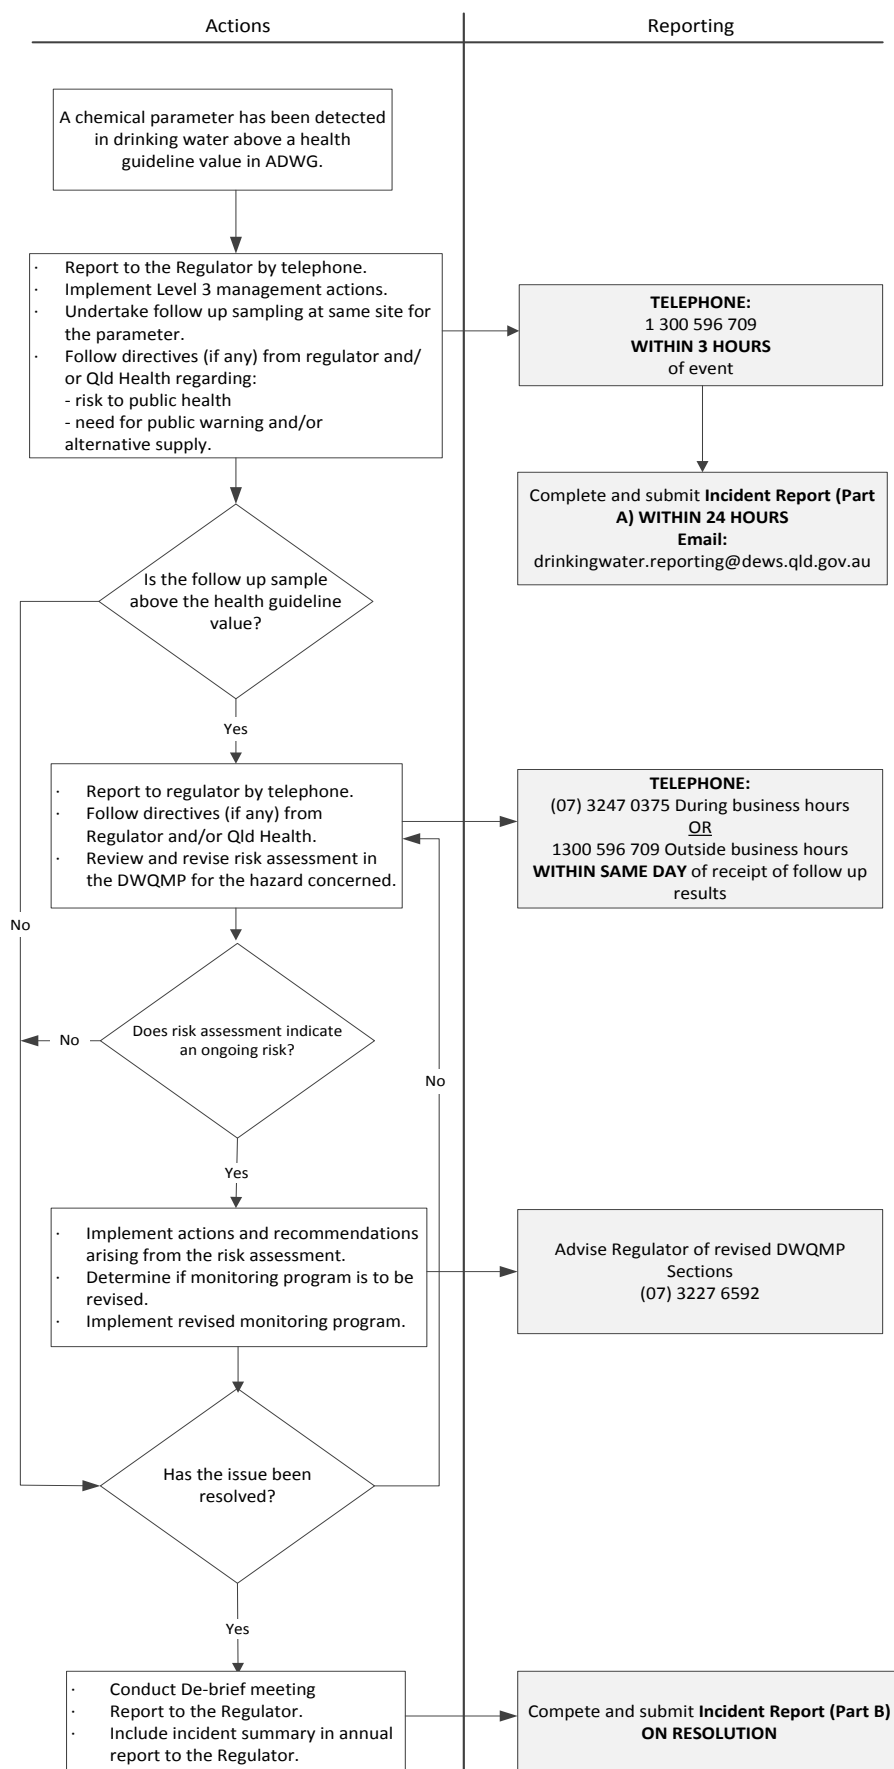 Actions
Reporting
A chemical parameter has been detected
in drinking water above a health
guideline value in ADWG.
· Report to the Regulator by telephone.
· Implement Level 3 management actions.
· Undertake follow up sampling at same site for
the parameter.
· Follow directives (if any) from regulator and/
or Qld Health regarding:
- risk to public health
- need for public warning and/or
alternative supply.
TELEPHONE:
1 300 596 709
WITHIN 3 HOURS
of event
Complete and submit Incident Report (Part
A) WITHIN 24 HOURS
Email:
drinkingwater.reporting@dews.qld.gov.au
Is the follow up sample
above the health guideline
value?
Yes
No
· Report to regulator by telephone.
· Follow directives (if any) from
Regulator and/or Qld Health.
· Review and revise risk assessment in
the DWQMP for the hazard concerned.
TELEPHONE:
(07) 3247 0375 During business hours
OR
1300 596 709 Outside business hours
WITHIN SAME DAY of receipt of follow up
results
Does risk assessment indicate
an ongoing risk?
No
No
Yes
· Implement actions and recommendations
arising from the risk assessment.
· Determine if monitoring program is to be
revised.
· Implement revised monitoring program.
Advise Regulator of revised DWQMP
Sections
(07) 3227 6592
Has the issue been
resolved?
Yes
· Conduct De-brief meeting
· Report to the Regulator.
· Include incident summary in annual
report to the Regulator.
Compete and submit Incident Report (Part B)
ON RESOLUTION